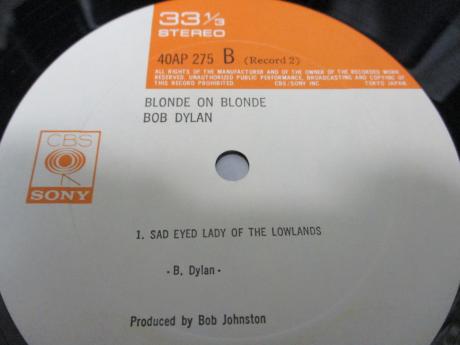 33 1/3
STEREO
40AP 275 B (Record 2)
ALL RIGHTS OF THE MANUFACTURER AND OF THE OWNER OF THE RECORDED WORK
RESERVED. UNAUTHORIZED PUBLIC PERFORMANCE, BROADCASTING AND COPYING OF
THIS RECORD PROHIBITED. CBS/SONY INC. TOKYO JAPAN
BLONDE ON BLONDE
BOB DYLAN
CBS
SONY
1. SAD EYED LADY OF THE LOWLANDS
- B. Dylan -
Produced by Bob Johnston